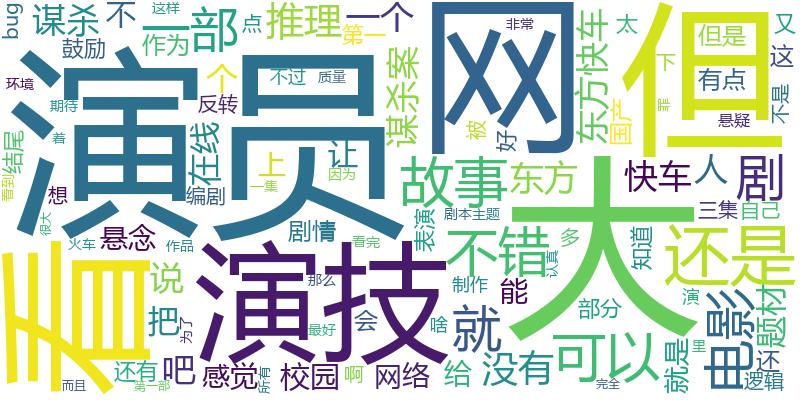 bug
谋杀
不
一部
推理
一个
网
但
太
又
鼓励
作为
点
第一
非常
东方快车
但是
这
环境
演员
个
不过
质量
谋杀案
有点
下
不是
期待
反转
国产
罪
悬疑
着
在线
让
被
好
结尾
看到
想
编剧
上
一集
因为
故事
东方
大
快车
人
剧
很大
悬念
剧情
表演
剧本主题
三集
自己
火车
作品
看完
不错
多
认真
知道
还是
看
说
演技
那么
制作
能
电影
题材
把
为了
最好
会
啥
就
部分
演
里
还
吧
还有
感觉
所有
校园
啊
网络
给
没有
可以
就是
逻辑
而且
第一部
完全
这样